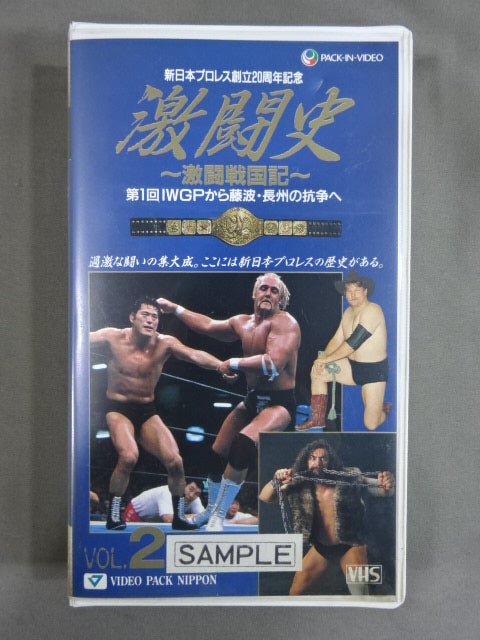 PACK-IN-VIDEO
新日本プロレス創立20周年記念
激闘史
〜激闘戦国記〜
第1回IWGPから藤波・長州の抗争へ
過激な闘いの集大成。ここには新日本プロレスの歴史がある。
VOL.2
SAMPLE
VIDEO PACK NIPPON
VHS